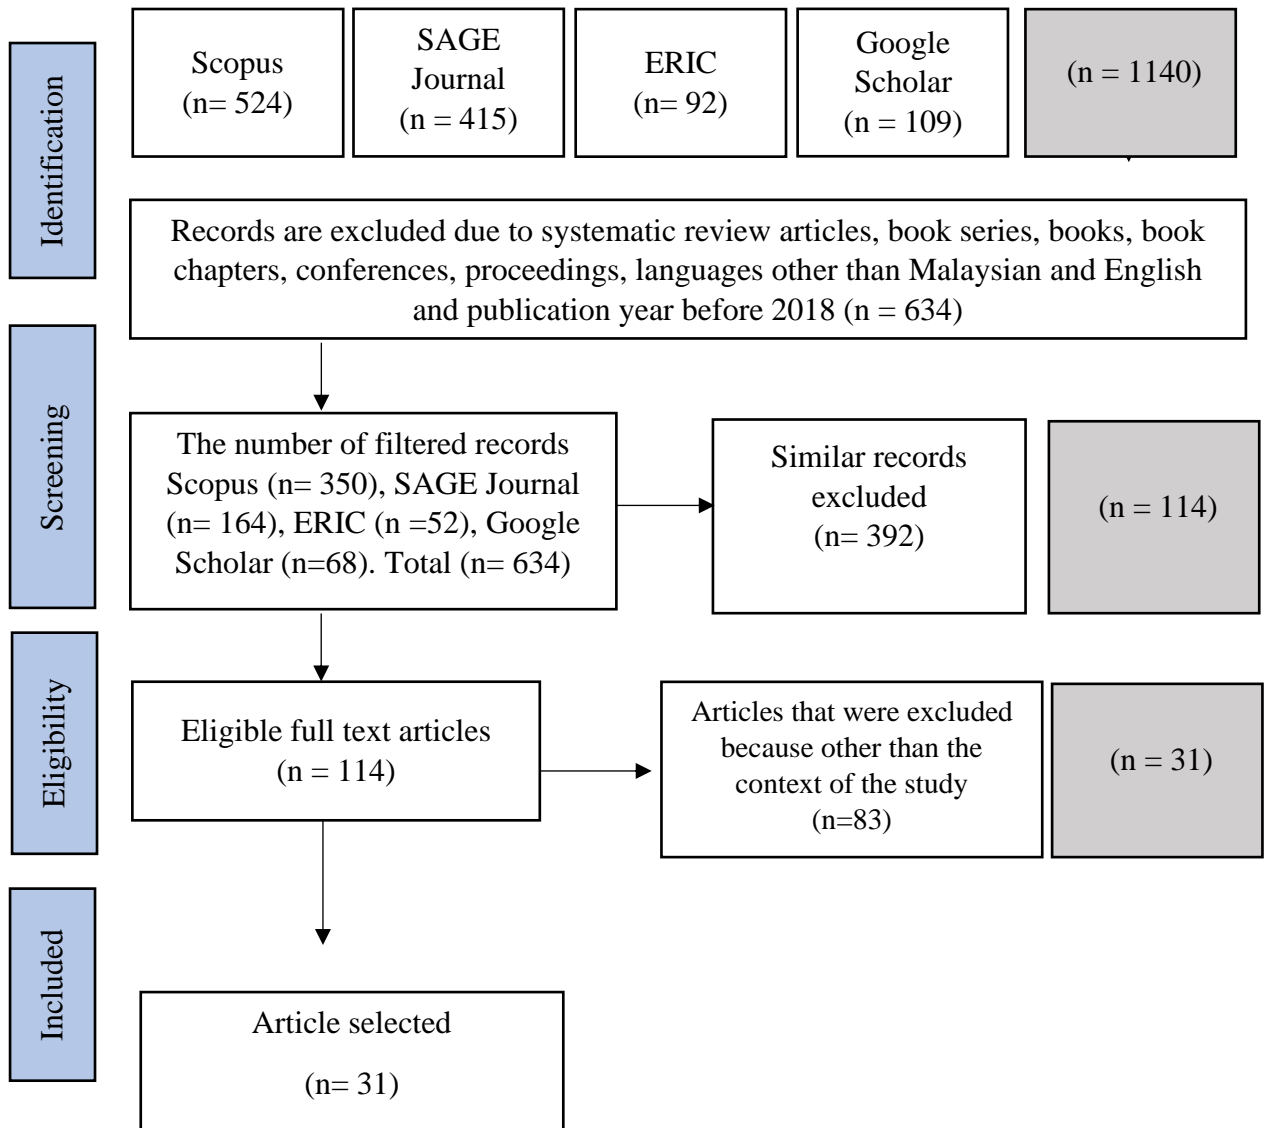 Identification
Scopus
(n= 524)
SAGE
Journal
(n = 415)
ERIC
(n= 92)
Google
Scholar
(n = 109)
(n = 1140)
Records are excluded due to systematic review articles, book series, books, book
chapters, conferences, proceedings, languages other than Malaysian and English
and publication year before 2018 (n = 634)
Screening
The number of filtered records
Scopus (n= 350), SAGE Journal
(n= 164), ERIC (n =52), Google
Scholar (n=68). Total (n= 634)
Similar records
excluded
(n= 392)
(n = 114)
Eligibility
Eligible full text articles
(n = 114)
Articles that were excluded
because other than the
context of the study
(n=83)
(n = 31)
Included
Article selected
(n= 31)